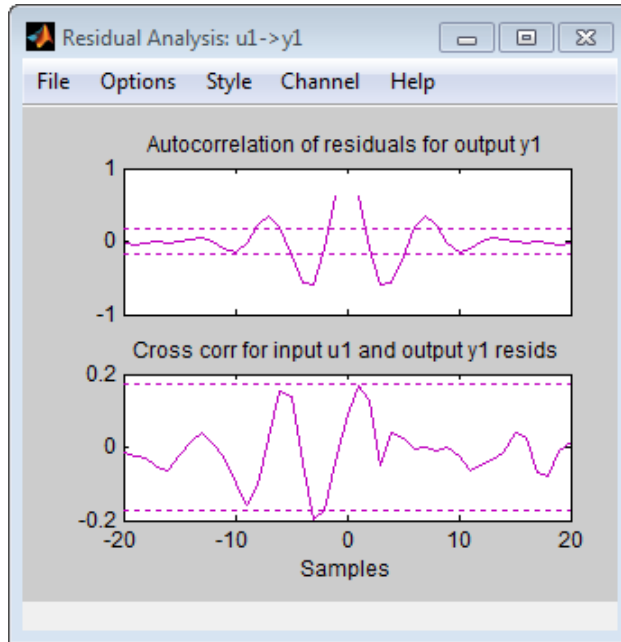 Residual Analysis: u1->y1
File Options Style Channel Help
Autocorrelation of residuals for output y1
1
0
-1
Cross corr for input u1 and output y1 resids
0.2
0
-0.2
-20 -10 0 10 20
Samples